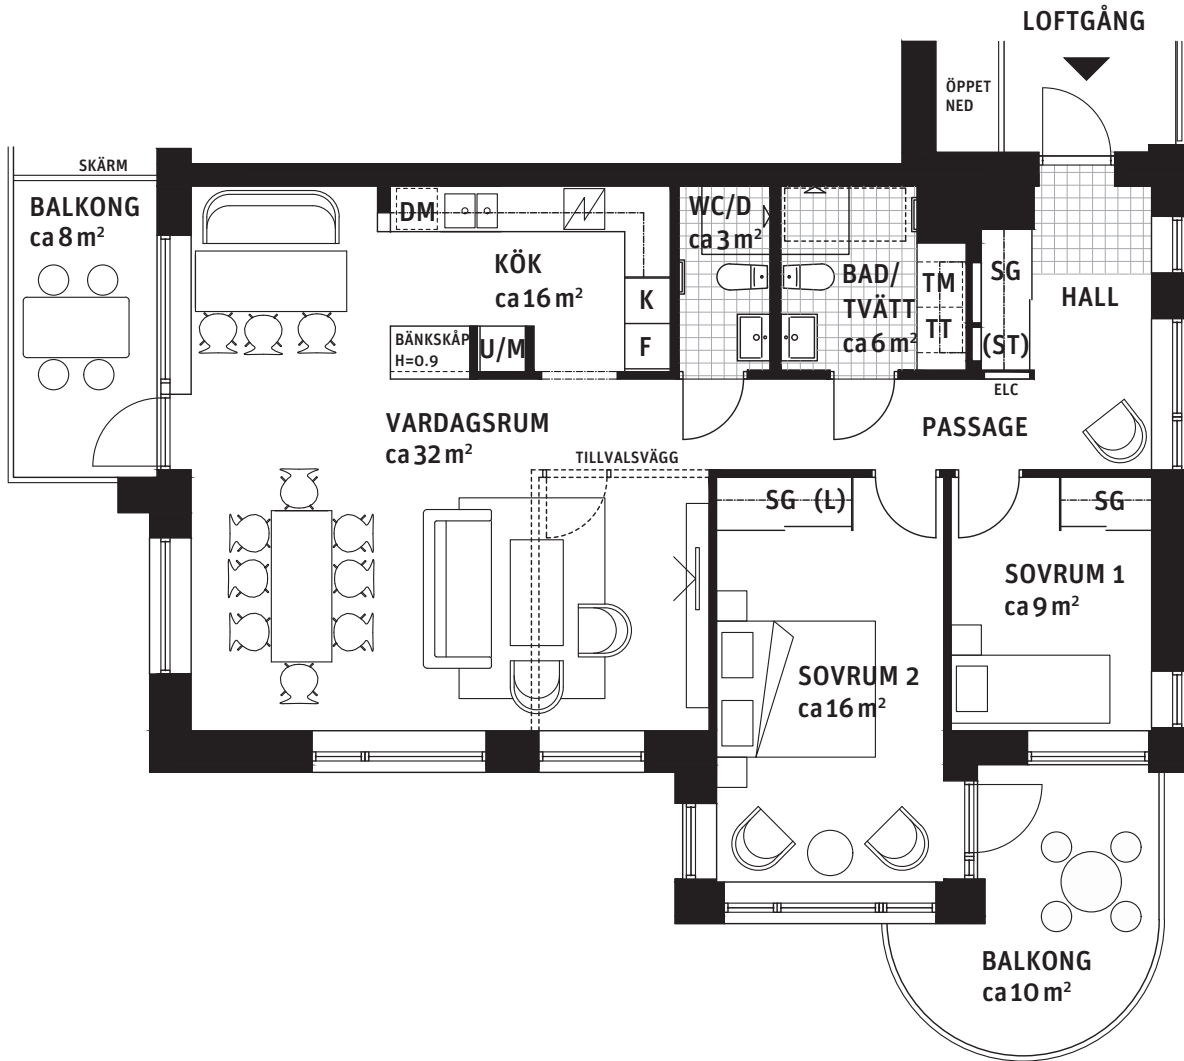 LOFTGÅNG
ÖPPET
NED
SKÄRM
BALKONG
ca 8 m²
DM
WC/D
ca 3 m²
KÖK
ca 16 m²
BAD/
TVÄTT
ca 6 m²
TM
TT
SG
(ST)
HALL
K
F
BÄNKSKÅP
H=0.9
U/M
ELC
VARDAGSRUM
ca 32 m²
PASSAGE
TILLVALSVÄGG
SG (L)
SG
SOVRUM 1
ca 9 m²
SOVRUM 2
ca 16 m²
BALKONG
ca 10 m²